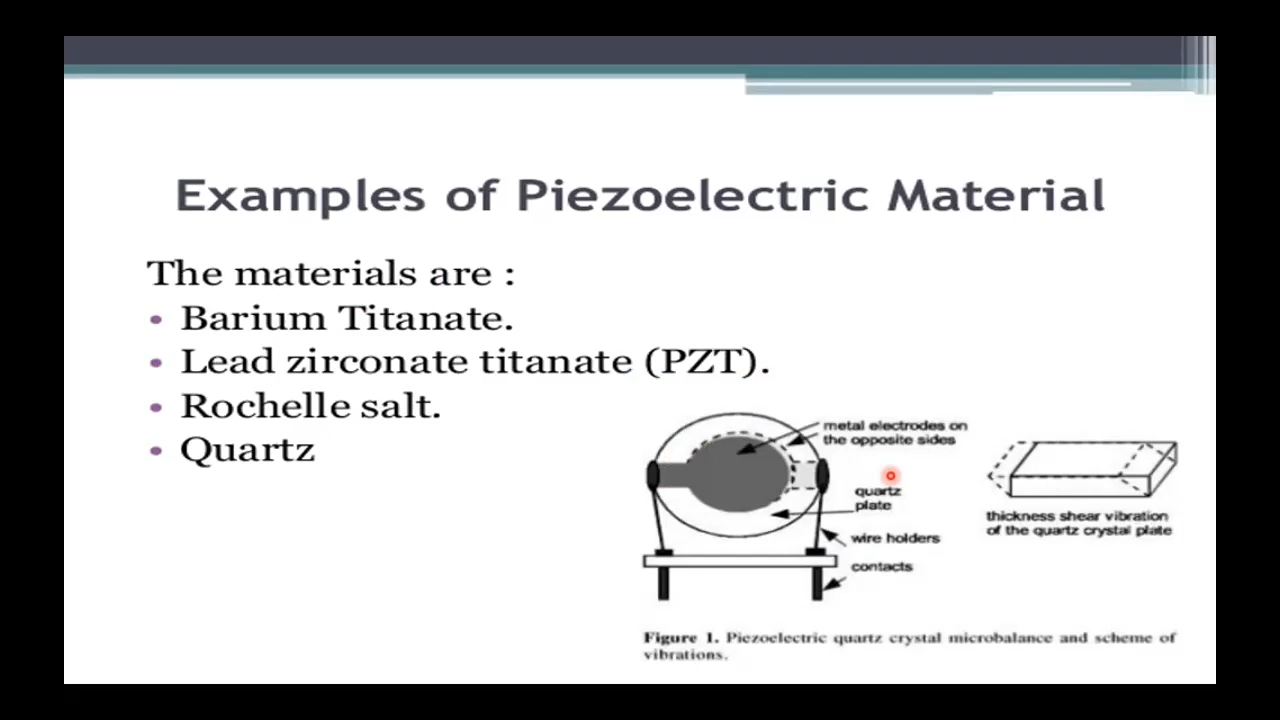 Examples of Piezoelectric Material
The materials are :
• Barium Titanate.
• Lead zirconate titanate (PZT).
• Rochelle salt.
• Quartz
metal electrodes on
the opposite sides
quartz
plate
wire holders
contacts
thickness shear vibration
of the quartz crystal plate
Figure 1. Piezoelectric quartz crystal microbalance and scheme of
vibrations.